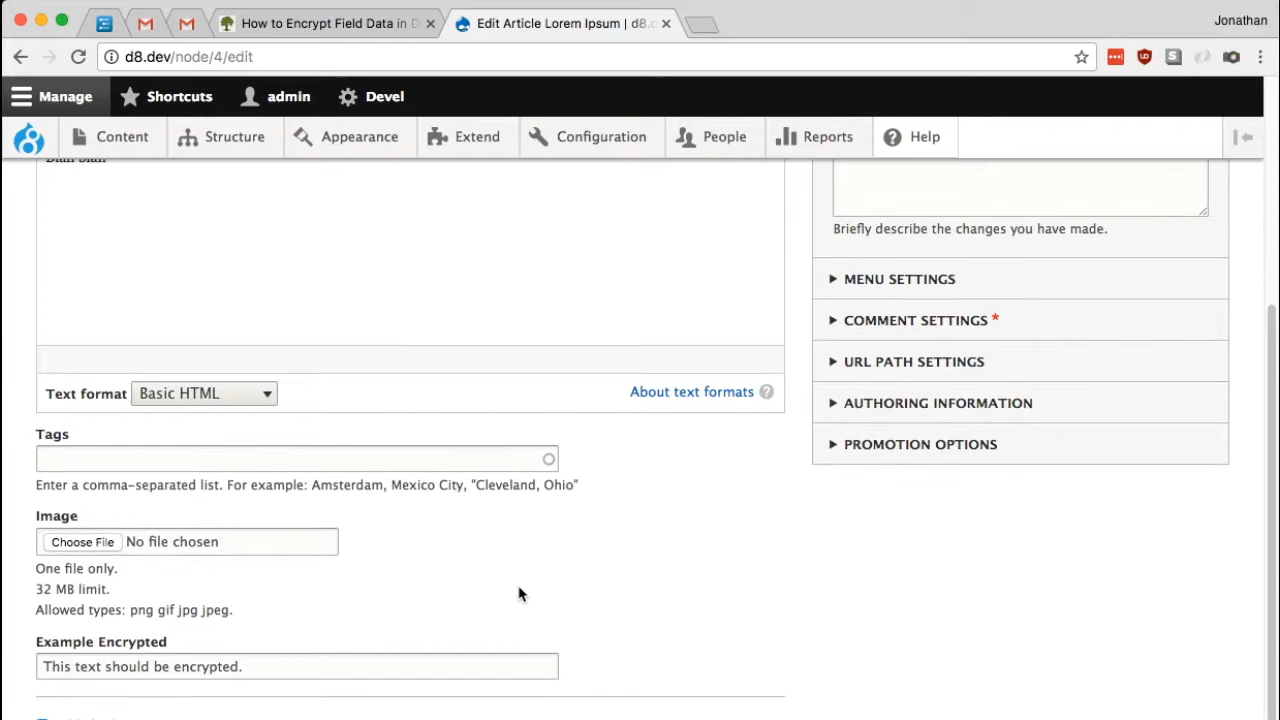 How to Encrypt Field Data in D
Edit Article Lorem Ipsum | d8.d
Jonathan
d8.dev/node/4/edit
Manage
Shortcuts
admin
Devel
Content
Structure
Appearance
Extend
Configuration
People
Reports
Help
Briefly describe the changes you have made.
MENU SETTINGS
COMMENT SETTINGS *
URL PATH SETTINGS
AUTHORING INFORMATION
PROMOTION OPTIONS
Text format Basic HTML
About text formats ?
Tags
Enter a comma-separated list. For example: Amsterdam, Mexico City, "Cleveland, Ohio"
Image
Choose File No file chosen
One file only.
32 MB limit.
Allowed types: png gif jpg jpeg.
Example Encrypted
This text should be encrypted.